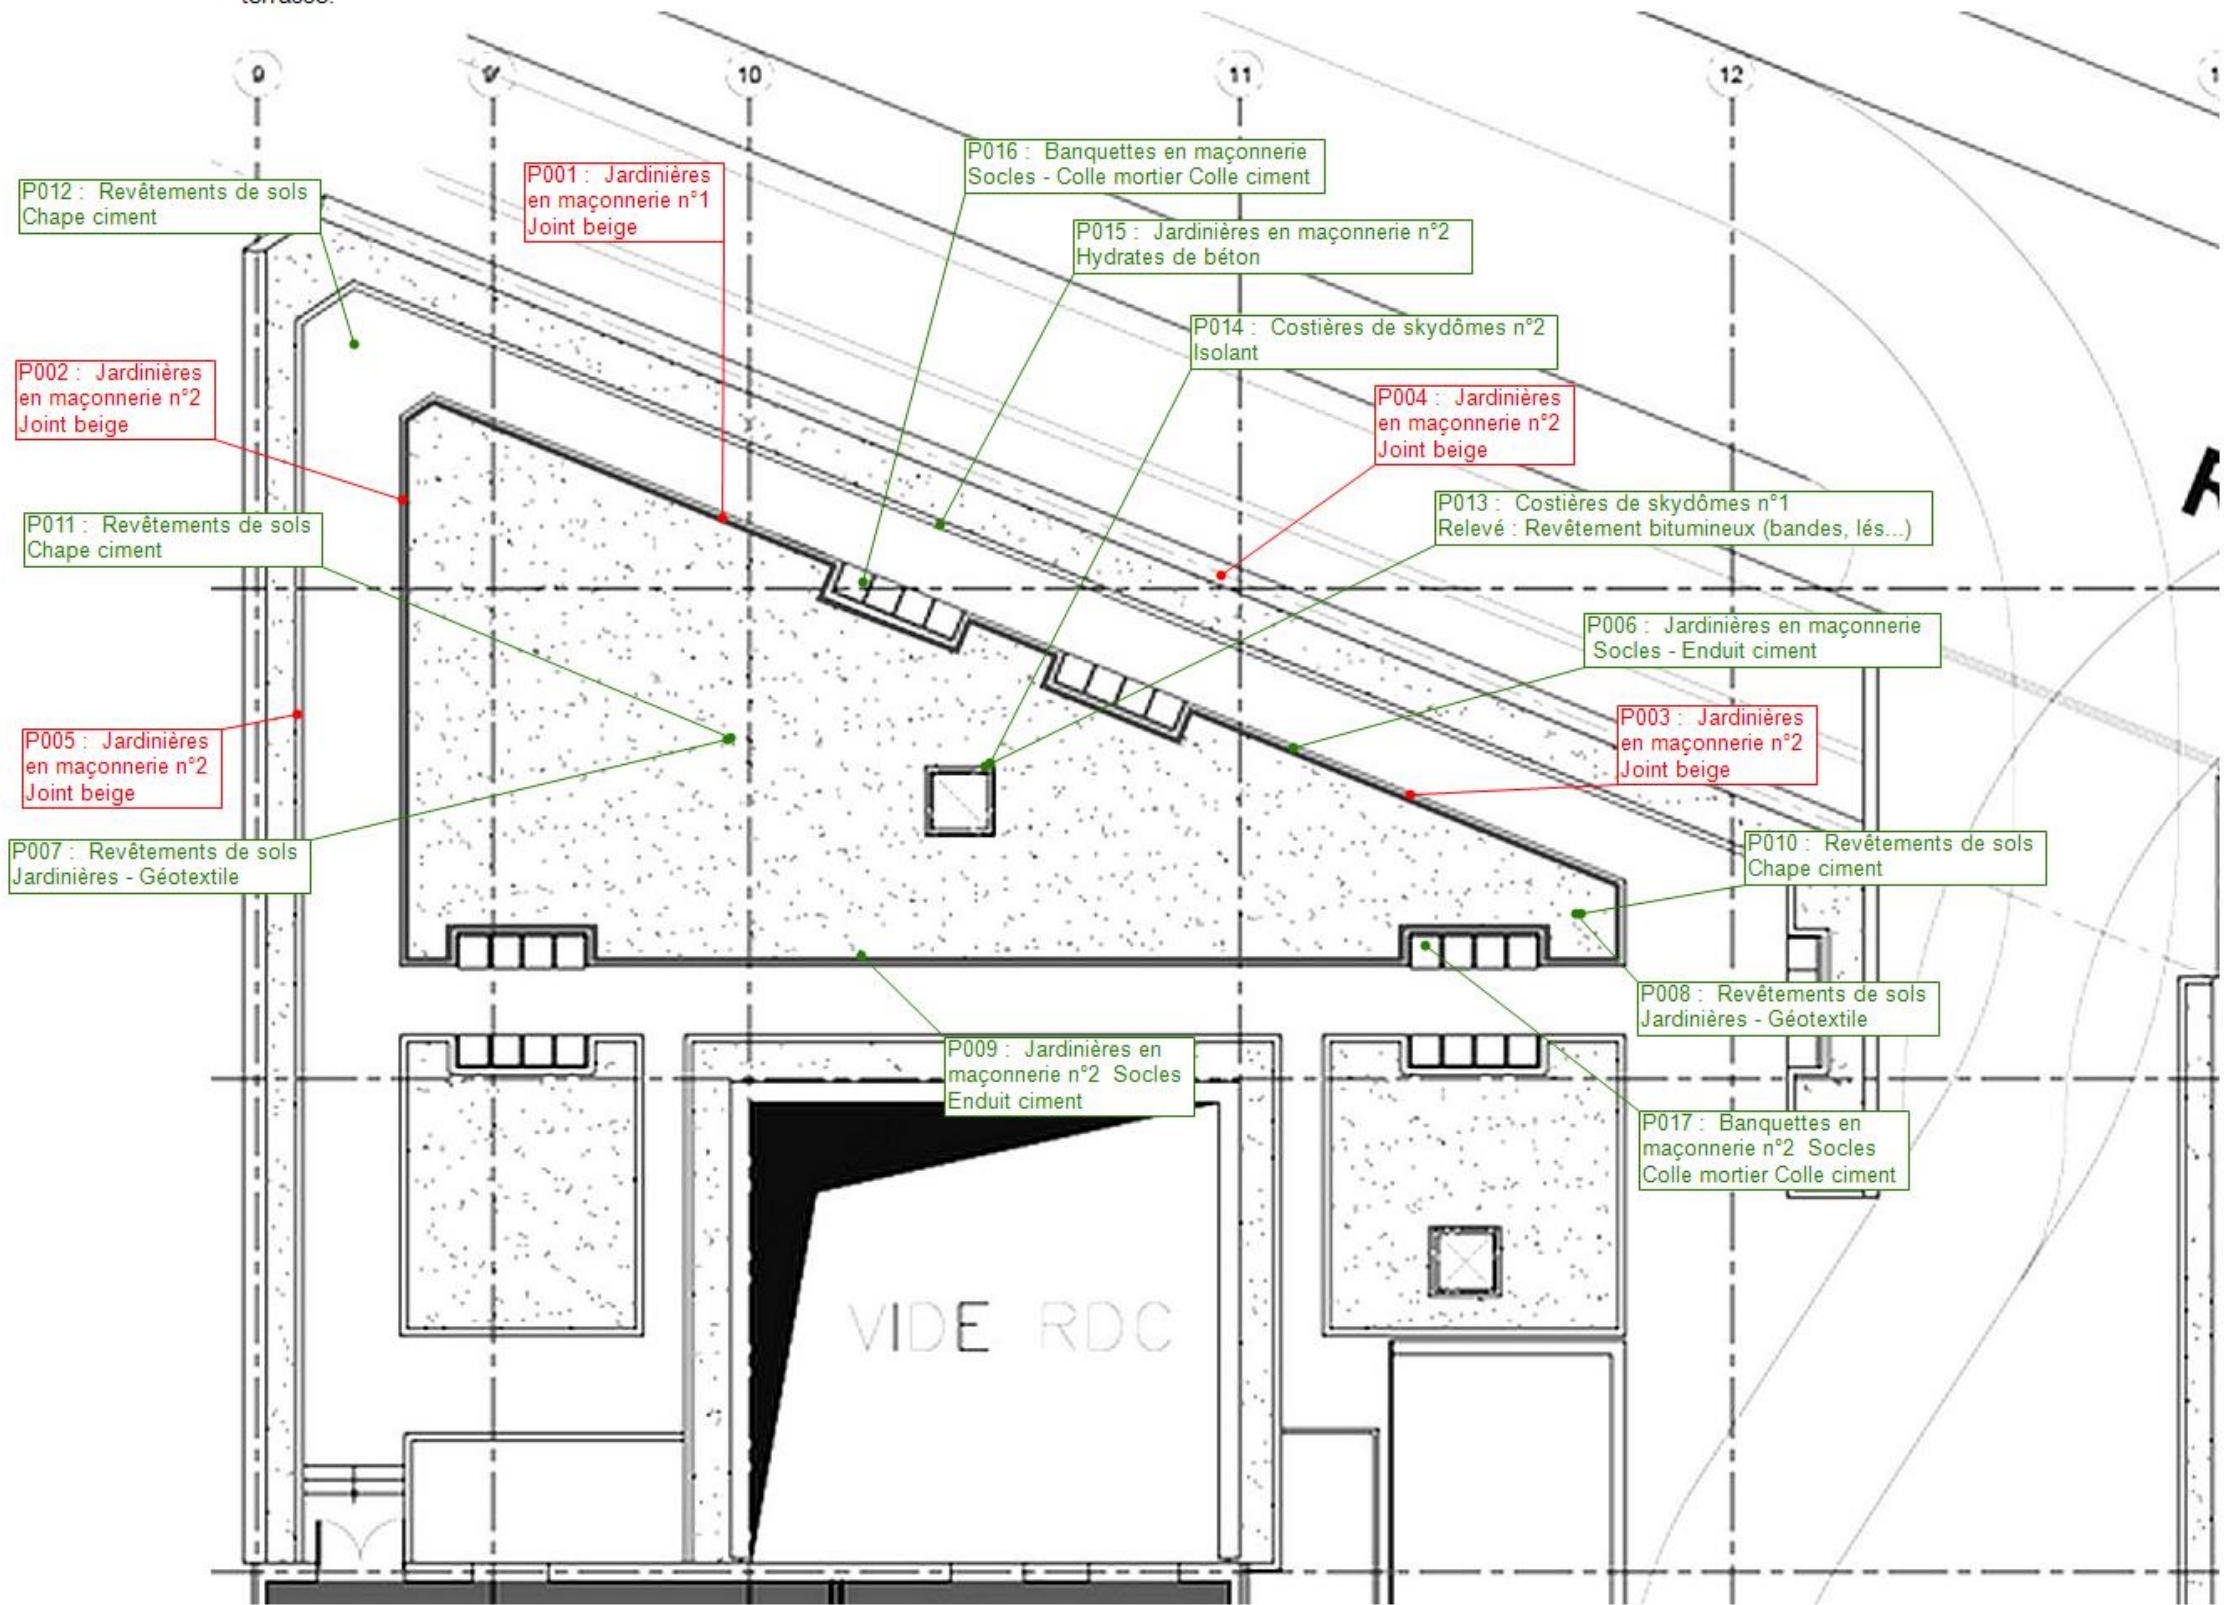 terrasse.
9
9'
10
11
12
P016 : Banquettes en maçonnerie
Socles - Colle mortier Colle ciment
P001 : Jardinières
en maçonnerie n°1
Joint beige
P012 : Revêtements de sols
Chape ciment
P015 : Jardinières en maçonnerie n°2
Hydrates de béton
P014 : Costières de skydômes n°2
Isolant
P002 : Jardinières
en maçonnerie n°2
Joint beige
P004 : Jardinières
en maçonnerie n°2
Joint beige
P013 : Costières de skydômes n°1
Relevé : Revêtement bitumineux (bandes, lés...)
P011 : Revêtements de sols
Chape ciment
P006 : Jardinières en maçonnerie
Socles - Enduit ciment
P003 : Jardinières
en maçonnerie n°2
Joint beige
P005 : Jardinières
en maçonnerie n°2
Joint beige
P007 : Revêtements de sols
Jardinières - Géotextile
P010 : Revêtements de sols
Chape ciment
P008 : Revêtements de sols
Jardinières - Géotextile
P009 : Jardinières en
maçonnerie n°2 Socles
Enduit ciment
P017 : Banquettes en
maçonnerie n°2 Socles
Colle mortier Colle ciment
VIDE RDC